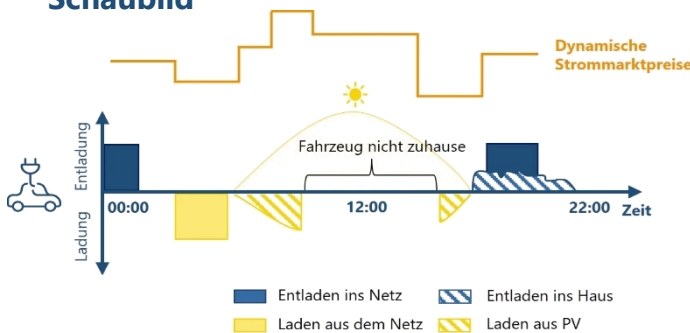 Schaubild
Dynamische
Strommarktpreise
Entladung
Fahrzeug nicht zuhause
00:00
12:00
22:00
Zeit
Ladung
Entladen ins Netz
Entladen ins Haus
Laden aus dem Netz
Laden aus PV